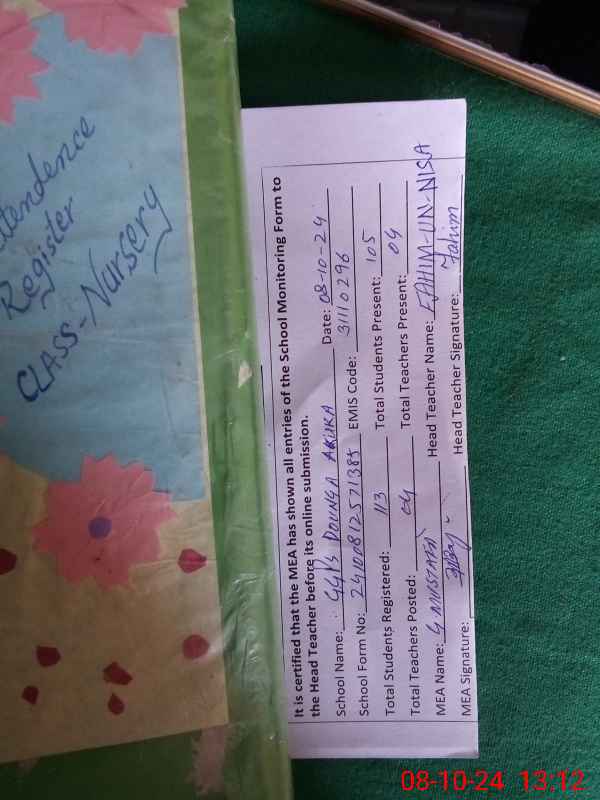 ttendence
Register
CLASS-Nursery
It is certified that the MEA has shown all entries of the School Monitoring Form to
the Head Teacher before its online submission.
School Name: GGPS DOUNGA AKUKA Date: 08-10-24
School Form No: 24100812571385 EMIS Code: 31110296
Total Students Registered: 113 Total Students Present: 105
Total Teachers Posted: 04 Total Teachers Present: 04
MEA Name: G. MUSTAFA Head Teacher Name: FAHIM-UN-NISA
MEA Signature: Head Teacher Signature: Fahim
08-10-24 13:12